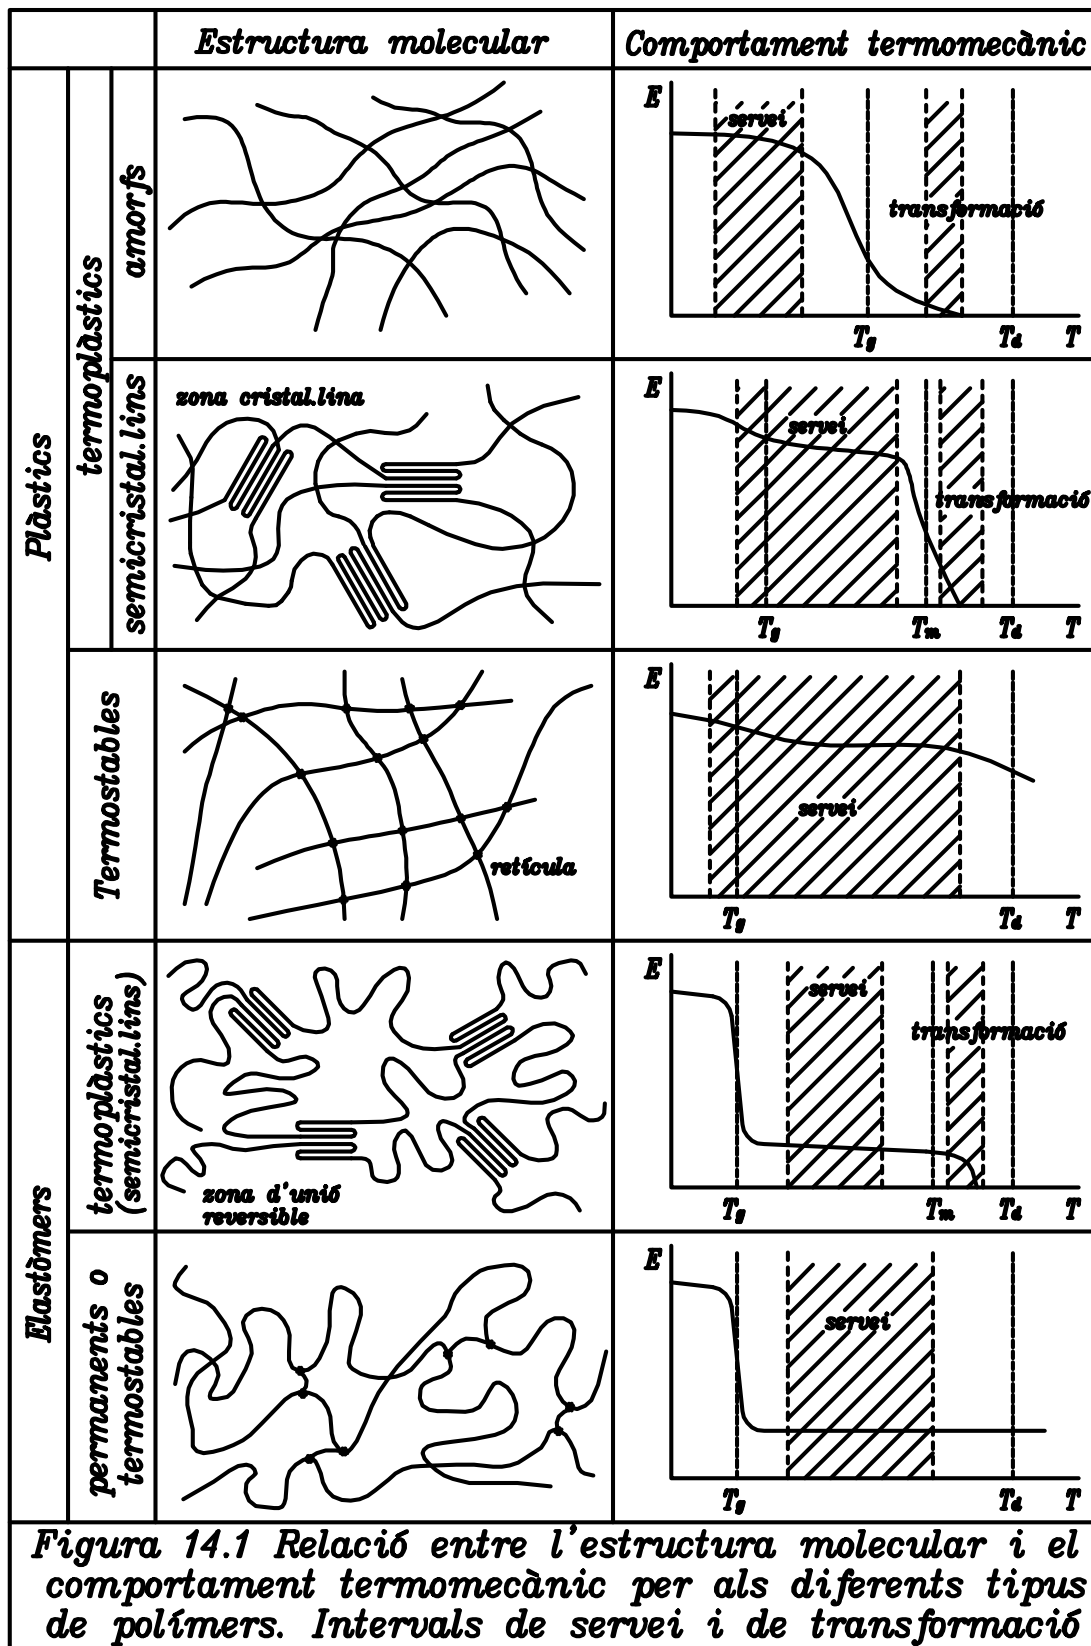 Estructura molecular
Comportament termomecànic
Plàstics
termoplàstics
amorfs
E
servei
transformació
Tg
Td
T
semicristal.lins
zona cristal.lina
E
servei
transformació
Tg
Tm
Td
T
Termostables
retícula
E
servei
Tg
Td
T
Elastòmers
termoplàstics
(semicristal.lins)
zona d'unió
reversible
E
servei
transformació
Tg
Tm
Td
T
permanents o
termostables
E
servei
Tg
Td
T
Figura 14.1 Relació entre l'estructura molecular i el
comportament termomecànic per als diferents tipus
de polímers. Intervals de servei i de transformació